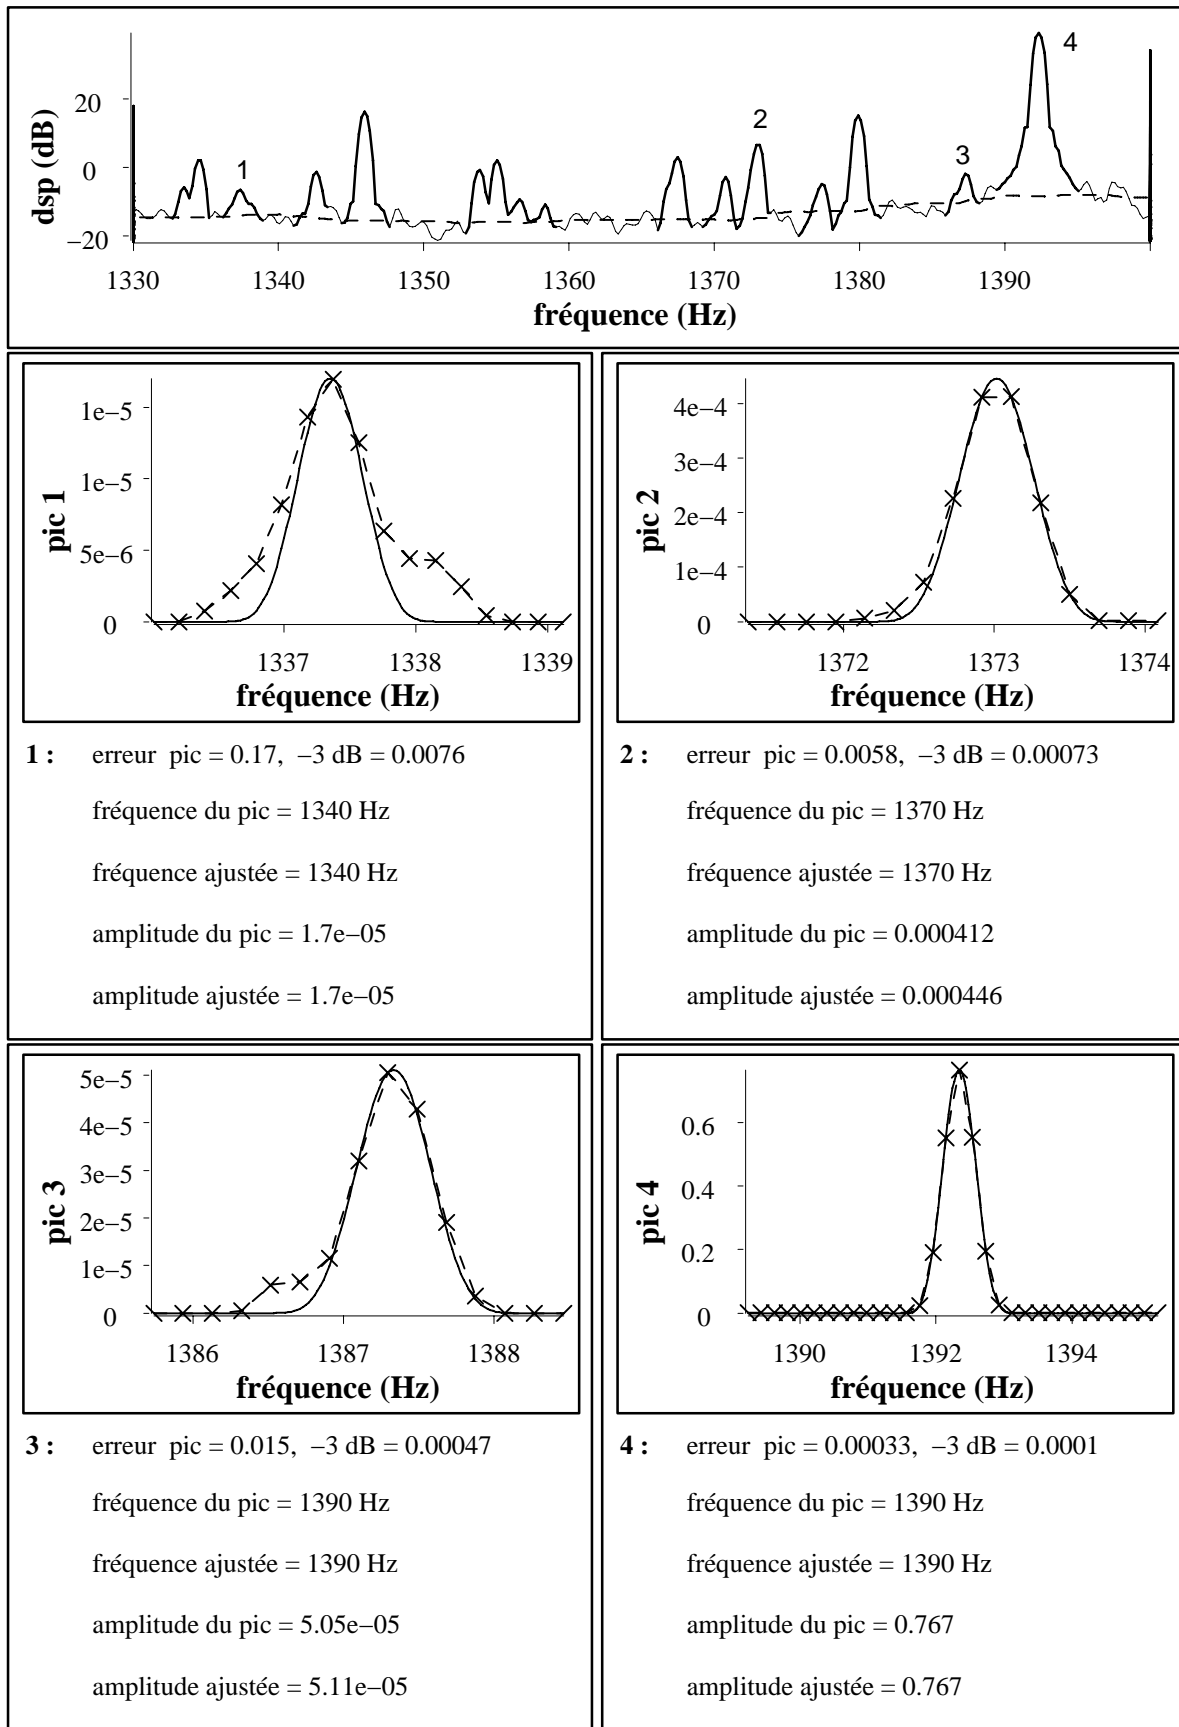 4
20
2
1
3
0
dsp (dB)
−20
1330 1340 1350 1360 1370 1380 1390
fréquence (Hz)
1e−5
1e−5
5e−6
0
pic 1
1337 1338 1339
fréquence (Hz)
1 : erreur pic = 0.17, −3 dB = 0.0076
fréquence du pic = 1340 Hz
fréquence ajustée = 1340 Hz
amplitude du pic = 1.7e−05
amplitude ajustée = 1.7e−05
4e−4
3e−4
2e−4
1e−4
0
pic 2
1372 1373 1374
fréquence (Hz)
2 : erreur pic = 0.0058, −3 dB = 0.00073
fréquence du pic = 1370 Hz
fréquence ajustée = 1370 Hz
amplitude du pic = 0.000412
amplitude ajustée = 0.000446
5e−5
4e−5
3e−5
2e−5
1e−5
0
pic 3
1386 1387 1388
fréquence (Hz)
3 : erreur pic = 0.015, −3 dB = 0.00047
fréquence du pic = 1390 Hz
fréquence ajustée = 1390 Hz
amplitude du pic = 5.05e−05
amplitude ajustée = 5.11e−05
0.6
0.4
0.2
0
pic 4
1390 1392 1394
fréquence (Hz)
4 : erreur pic = 0.00033, −3 dB = 0.0001
fréquence du pic = 1390 Hz
fréquence ajustée = 1390 Hz
amplitude du pic = 0.767
amplitude ajustée = 0.767